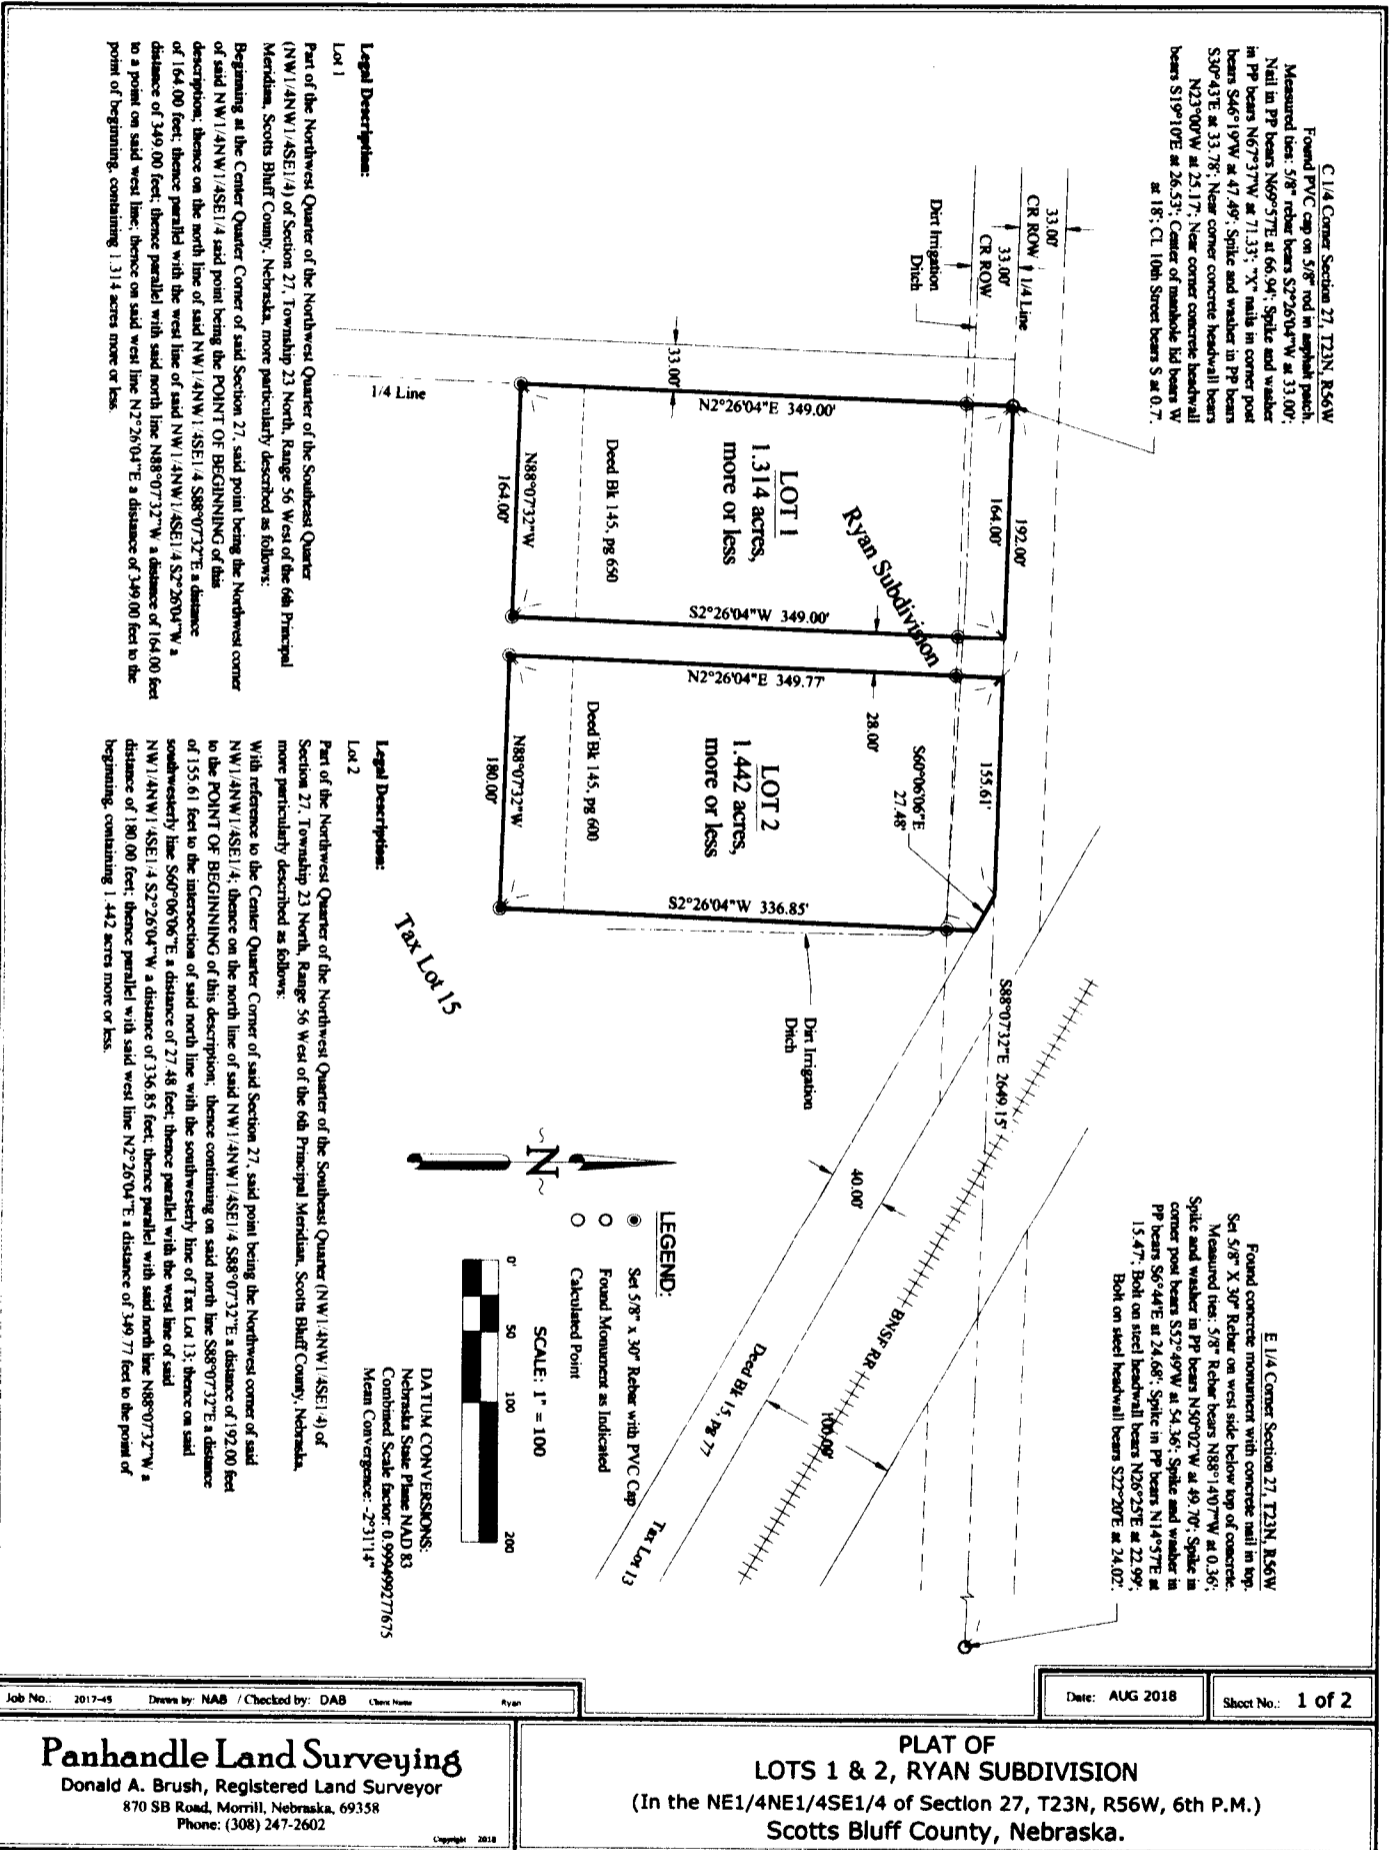 C 1/4 Corner Section 27, T23N, R56W
Found PVC cap on 5/8" rod in asphalt patch.
Measured ties: 5/8" rebar bears S2°26'04"W at 33.00';
Nail in PP bears N69°57'E at 66.94'; Spike and washer
in PP bears N67°37'W at 71.33'; "X" nails in corner post
bears S46°19'W at 47.49'; Spike and washer in PP bears
S30°43'E at 33.78'; Near corner concrete headwall bears
N23°00'W at 25.17'; Near corner concrete headwall
bears S19°10'E at 26.53'; Center of manhole lid bears W
at 18'; CL 10th Street bears S at 0.7'.
E 1/4 Corner Section 27, T23N, R56W
Found concrete monument with concrete nail in top.
Set 5/8" X 30" Rebar on west side below top of concrete.
Measured ties: 5/8" Rebar bears N88°14'07"W at 0.36';
Spike and washer in PP bears N50°02'W at 49.70'; Spike in
corner post bears S52°49'W at 54.36'; Spike and washer in
PP bears S6°44'E at 24.68'; Spike in PP bears N14°57'E at
15.47'; Bolt on steel headwall bears N26°25'E at 22.99';
Bolt on steel headwall bears S22°20'E at 24.02'.
33.00'
CR ROW
1/4 Line
33.00'
CR ROW
Dirt Irrigation
Ditch
33.00'
1/4 Line
N2°26'04"E 349.00'
192.00'
164.00'
LOT 1
1.314 acres,
more or less
Ryan Subdivision
Deed Bk 145, pg 650
N88°07'32"W
164.00'
S2°26'04"W 349.00'
N2°26'04"E 349.77'
28.00'
155.61'
S60°06'06"E
27.48'
LOT 2
1.442 acres,
more or less
Deed Bk 145, pg 600
N88°07'32"W
180.00'
S2°26'04"W 336.85'
Dirt Irrigation
Ditch
S88°07'32"E 2649.15'
Tax Lot 15
40.00'
BNSF RR
100.00'
Deed Bk 15, Pg 77
Tax Lot 13
N
LEGEND:
Set 5/8" x 30" Rebar with PVC Cap
Found Monument as Indicated
Calculated Point
SCALE: 1" = 100
0' 50 100 200
DATUM CONVERSIONS:
Nebraska State Plane NAD 83
Combined Scale factor: 0.99949927​7675
Mean Convergence: -2°31'14"
Legal Description:
Lot 1
Part of the Northwest Quarter of the Northwest Quarter of the Southeast Quarter
(NW1/4NW1/4SE1/4) of Section 27, Township 23 North, Range 56 West of the 6th Principal
Meridian, Scotts Bluff County, Nebraska, more particularly described as follows:
Beginning at the Center Quarter Corner of said Section 27, said point being the Northwest corner
of said NW1/4NW1/4SE1/4 said point being the POINT OF BEGINNING of this
description; thence on the north line of said NW1/4NW1/4SE1/4 S88°07'32"E a distance
of 164.00 feet; thence parallel with the west line of said NW1/4NW1/4SE1/4 S2°26'04"W a
distance of 349.00 feet; thence parallel with said north line N88°07'32"W a distance of 164.00 feet
to a point on said west line; thence on said west line N2°26'04"E a distance of 349.00 feet to the
point of beginning, containing 1.314 acres more or less.
Legal Description:
Lot 2
Part of the Northwest Quarter of the Northwest Quarter of the Southeast Quarter (NW1/4NW1/4SE1/4) of
Section 27, Township 23 North, Range 56 West of the 6th Principal Meridian, Scotts Bluff County, Nebraska,
more particularly described as follows:
With reference to the Center Quarter Corner of said Section 27, said point being the Northwest corner of said
NW1/4NW1/4SE1/4; thence on the north line of said NW1/4NW1/4SE1/4 S88°07'32"E a distance of 192.00 feet
to the POINT OF BEGINNING of this description; thence continuing on said north line S88°07'32"E a distance
of 155.61 feet to the intersection of said north line with the southwesterly line of Tax Lot 13; thence on said
southwesterly line S60°06'06"E a distance of 27.48 feet; thence parallel with the west line of said
NW1/4NW1/4SE1/4 S2°26'04"W a distance of 336.85 feet; thence parallel with said north line N88°07'32"W a
distance of 180.00 feet; thence parallel with said west line N2°26'04"E a distance of 349.77 feet to the point of
beginning, containing 1.442 acres more or less.
Job No.: 2017-45 Drawn by: NAB / Checked by: DAB Client Name Ryan
Date: AUG 2018
Sheet No.: 1 of 2
Panhandle Land Surveying
Donald A. Brush, Registered Land Surveyor
870 SB Road, Morrill, Nebraska, 69358
Phone: (308) 247-2602
Copyright 2018
PLAT OF
LOTS 1 & 2, RYAN SUBDIVISION
(In the NE1/4NE1/4SE1/4 of Section 27, T23N, R56W, 6th P.M.)
Scotts Bluff County, Nebraska.